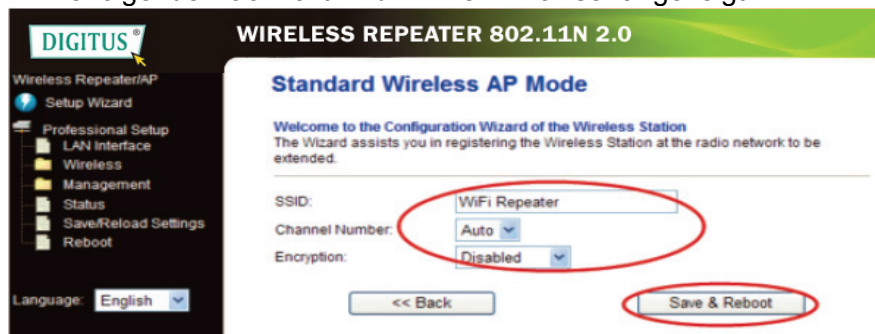 DIGITUS®
WIRELESS REPEATER 802.11N 2.0
Wireless Repeater/AP
Setup Wizard
Professional Setup
LAN Interface
Wireless
Management
Status
Save/Reload Settings
Reboot
Language: English
Standard Wireless AP Mode
Welcome to the Configuration Wizard of the Wireless Station
The Wizard assists you in registering the Wireless Station at the radio network to be
extended.
SSID: WiFi Repeater
Channel Number: Auto
Encryption: Disabled
<< Back
Save & Reboot